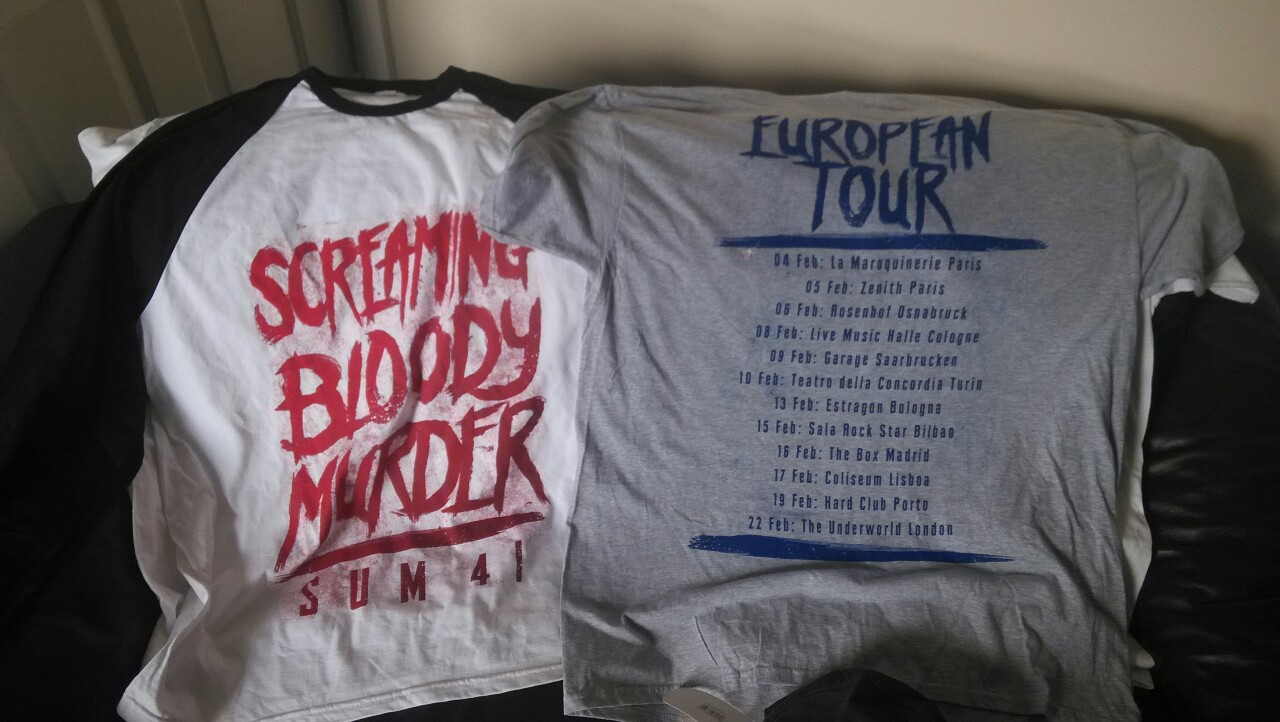 SCREAMING
BLOODY
MURDER
SUM 41
EUROPEAN
TOUR
04 Feb: La Maroquinerie Paris
05 Feb: Zenith Paris
06 Feb: Rosenhof Osnabruck
08 Feb: Live Music Halle Cologne
09 Feb: Garage Saarbrucken
10 Feb: Teatro della Concordia Turin
13 Feb: Estragon Bologna
15 Feb: Sala Rock Star Bilbao
16 Feb: The Box Madrid
17 Feb: Coliseum Lisboa
19 Feb: Hard Club Porto
22 Feb: The Underworld London